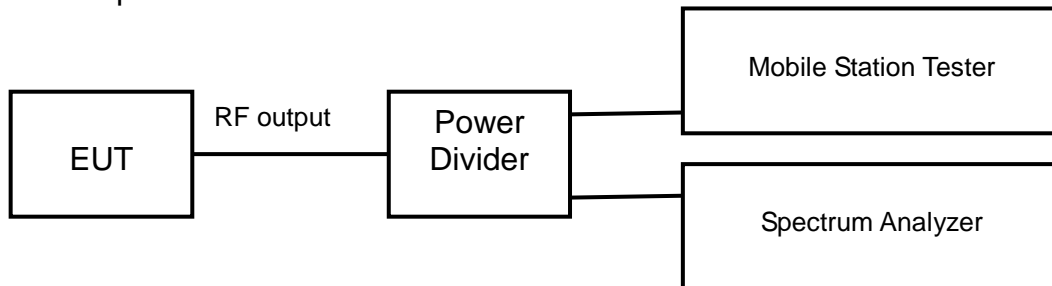 Mobile Station Tester
RF output
Power
Divider
EUT
Spectrum Analyzer